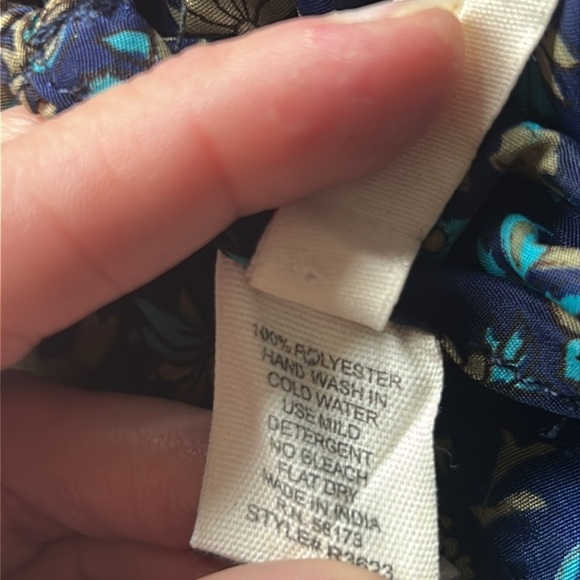 100% POLYESTER
HAND WASH IN
COLD WATER
USE MILD
DETERGENT
NO BLEACH
FLAT DRY
MADE IN INDIA
R.N. 58173
STYLE# R3623